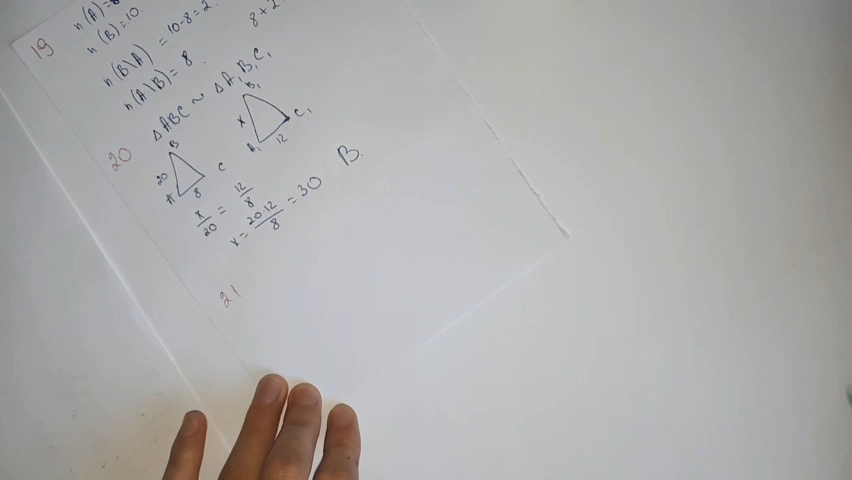 19
n(A)=8
n(B)=10.
n(B\A) = 10-8=2.
n(A\B)= 8
8+2
20
ΔABC ~ ΔA₁B₁C₁
B
20
A
8
C
B₁
x
A₁
12
C₁
x/20 = 12/8
x= 20·12/8 =30
B.
21